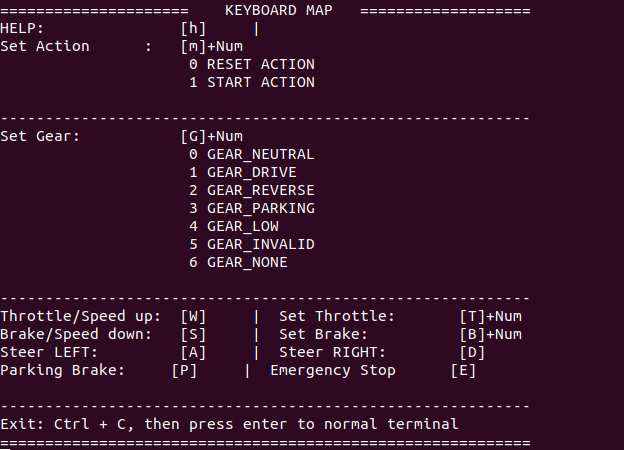 =====================    KEYBOARD MAP   ===================
HELP:               [h]     |
Set Action      :   [m]+Num
                     0 RESET ACTION
                     1 START ACTION

-----------------------------------------------------------
Set Gear:           [G]+Num
                     0 GEAR_NEUTRAL
                     1 GEAR_DRIVE
                     2 GEAR_REVERSE
                     3 GEAR_PARKING
                     4 GEAR_LOW
                     5 GEAR_INVALID
                     6 GEAR_NONE

-----------------------------------------------------------
Throttle/Speed up:  [W]     |  Set Throttle:       [T]+Num
Brake/Speed down:   [S]     |  Set Brake:          [B]+Num
Steer LEFT:         [A]     |  Steer RIGHT:        [D]
Parking Brake:     [P]     |  Emergency Stop      [E]

-----------------------------------------------------------
Exit: Ctrl + C, then press enter to normal terminal
===========================================================